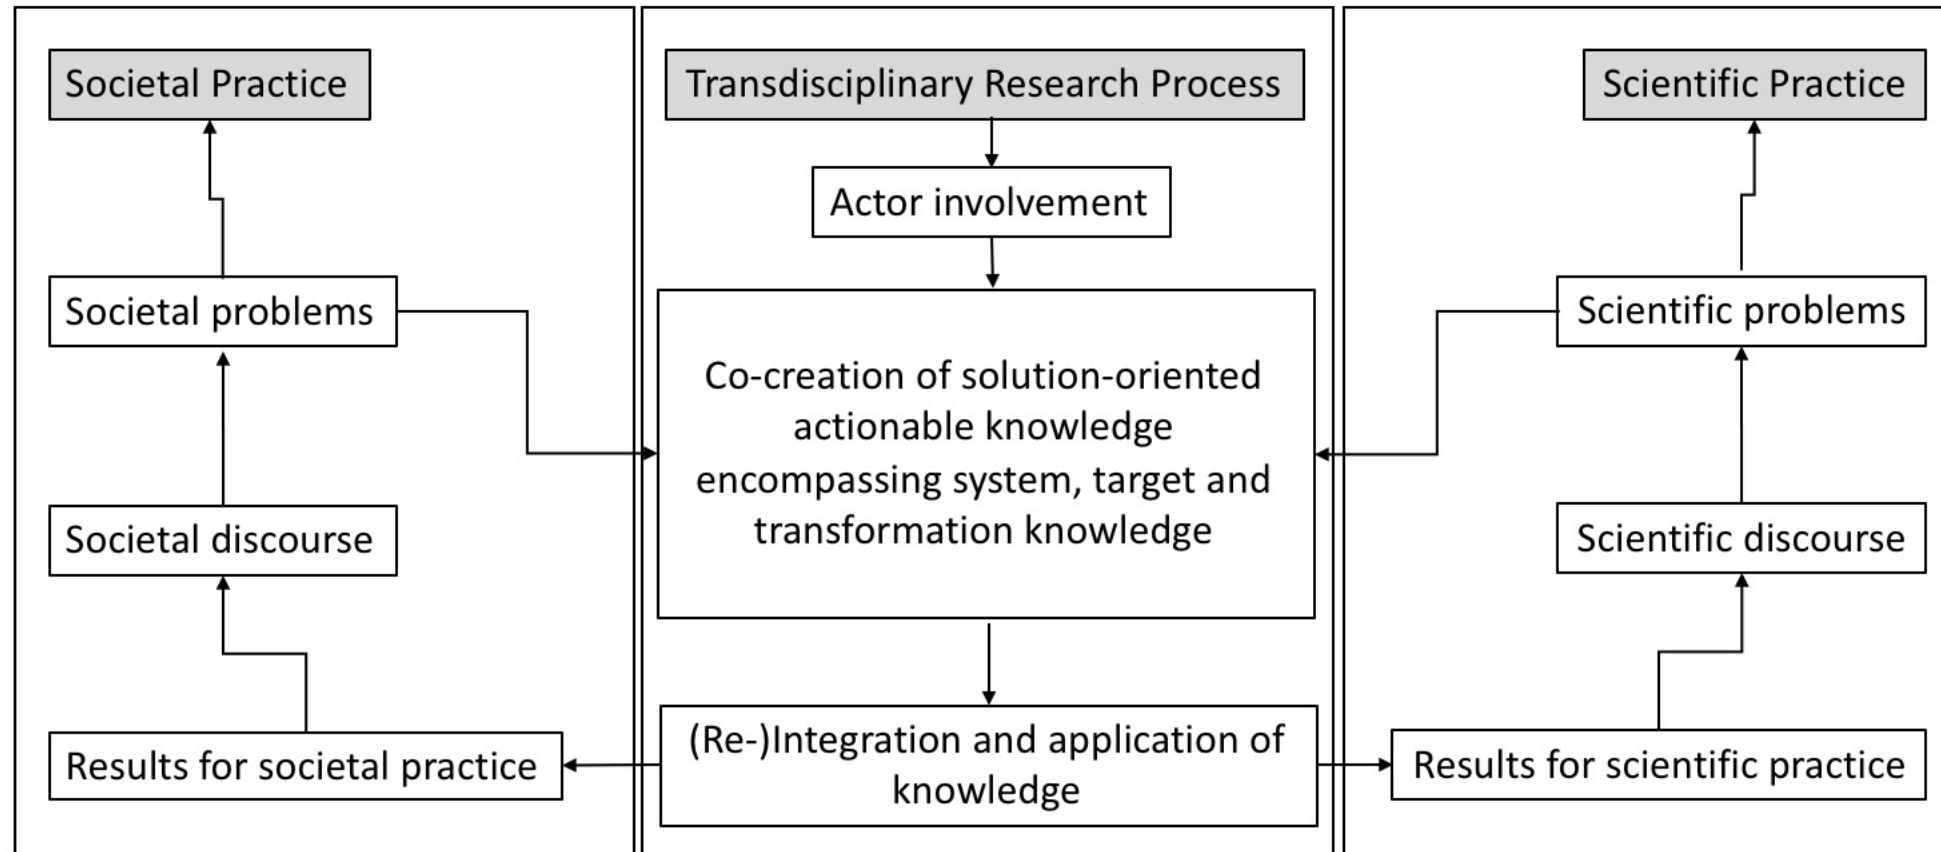 Societal Practice
Societal problems
Societal discourse
Results for societal practice
Transdisciplinary Research Process
Actor involvement
Co-creation of solution-oriented
actionable knowledge
encompassing system, target and
transformation knowledge
(Re-)Integration and application of
knowledge
Scientific Practice
Scientific problems
Scientific discourse
Results for scientific practice